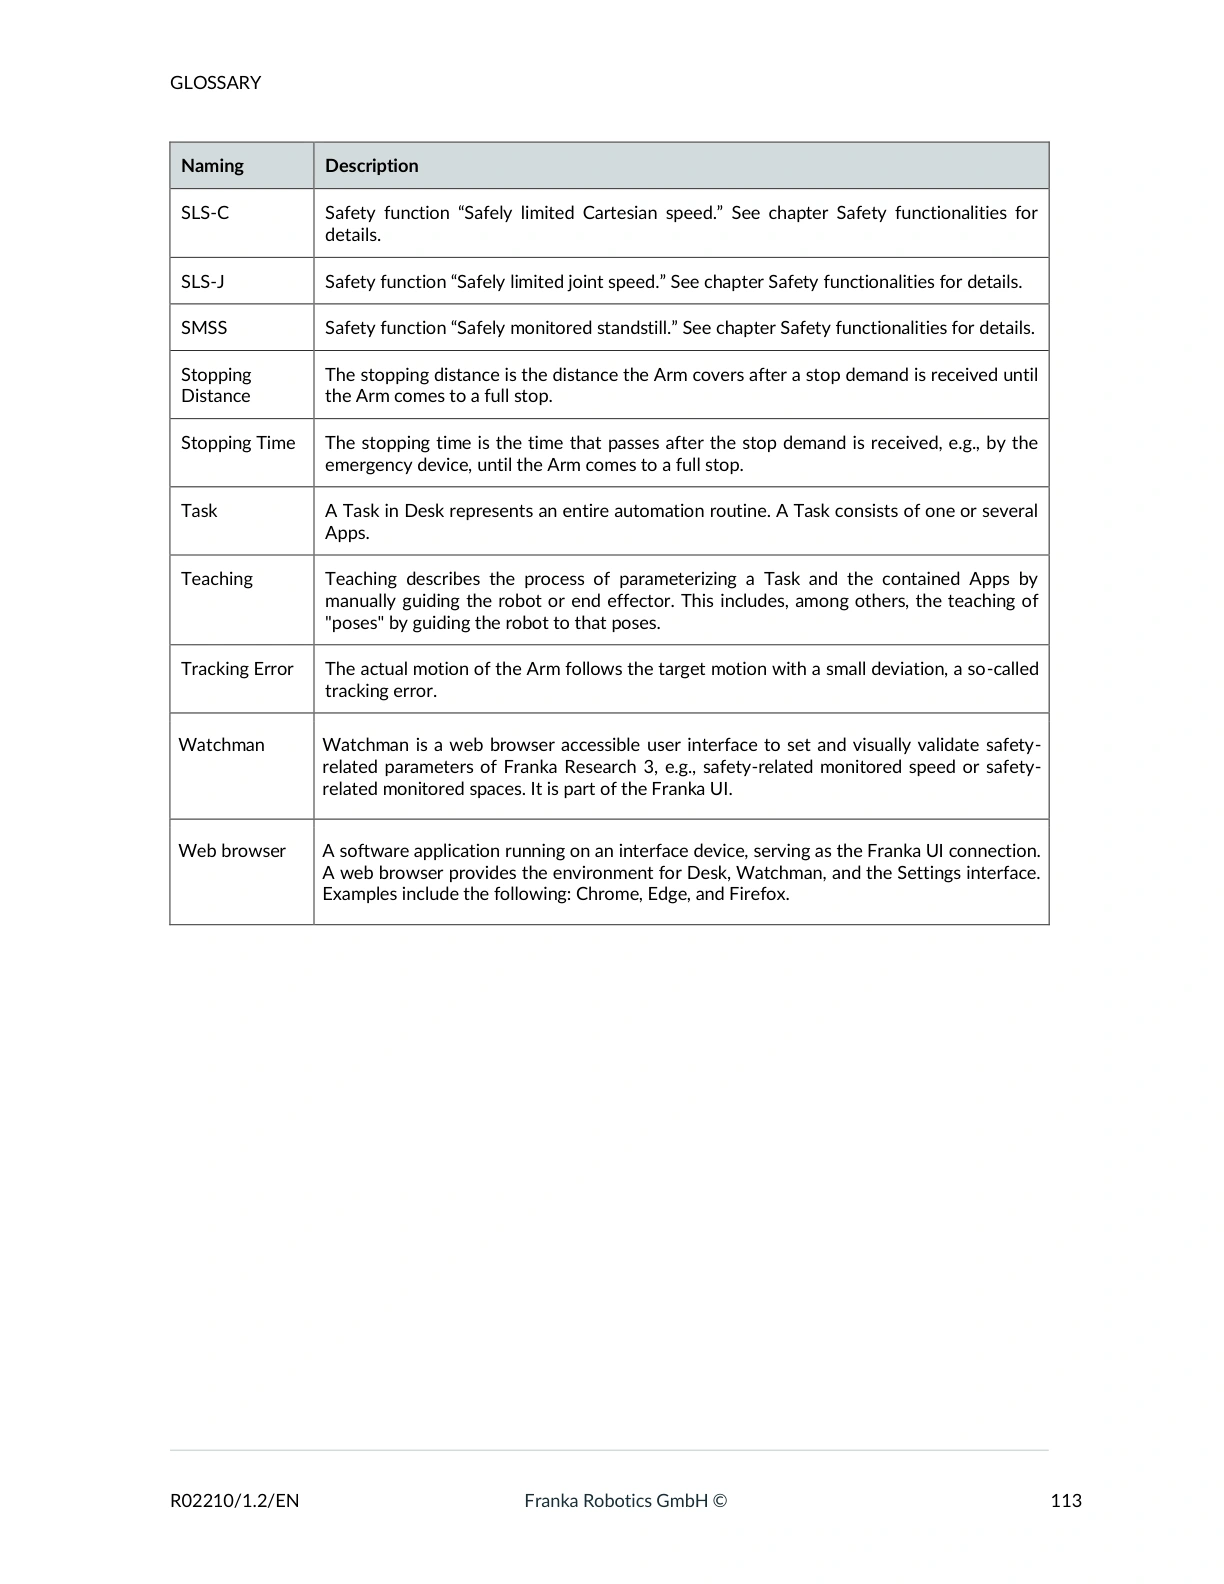 GLOSSARY
Naming
Description
SLS-C
Safety function “Safely limited Cartesian speed.” See chapter Safety functionalities for
details.
SLS-J
Safety function “Safely limited joint speed.” See chapter Safety functionalities for details.
SMSS
Safety function “Safely monitored standstill.” See chapter Safety functionalities for details.
Stopping
Distance
The stopping distance is the distance the Arm covers after a stop demand is received until
the Arm comes to a full stop.
Stopping Time
The stopping time is the time that passes after the stop demand is received, e.g., by the
emergency device, until the Arm comes to a full stop.
Task
A Task in Desk represents an entire automation routine. A Task consists of one or several
Apps.
Teaching
Teaching describes the process of parameterizing a Task and the contained Apps by
manually guiding the robot or end effector. This includes, among others, the teaching of
"poses" by guiding the robot to that poses.
Tracking Error
The actual motion of the Arm follows the target motion with a small deviation, a so-called
tracking error.
Watchman
Watchman is a web browser accessible user interface to set and visually validate safety-
related parameters of Franka Research 3, e.g., safety-related monitored speed or safety-
related monitored spaces. It is part of the Franka UI.
Web browser
A software application running on an interface device, serving as the Franka UI connection.
A web browser provides the environment for Desk, Watchman, and the Settings interface.
Examples include the following: Chrome, Edge, and Firefox.
R02210/1.2/EN
Franka Robotics GmbH ©
113